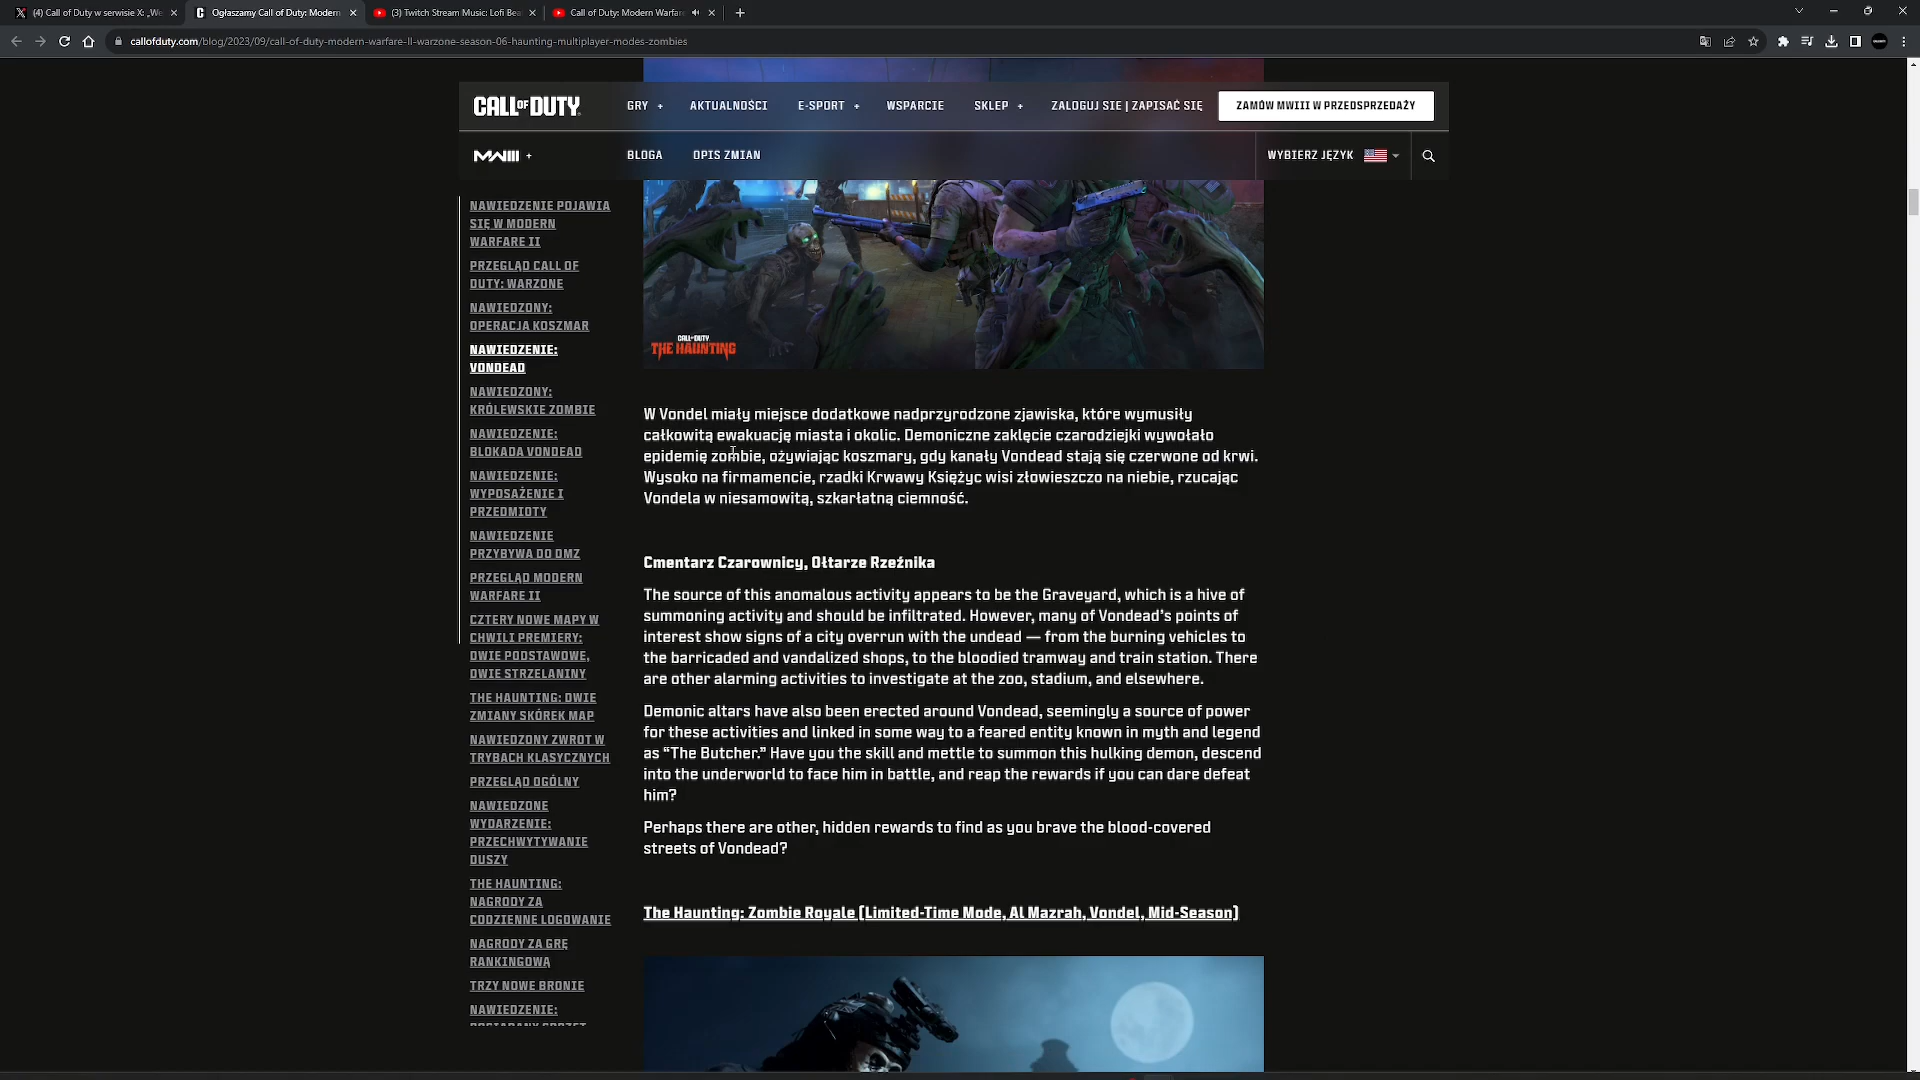 (4) Call of Duty w serwisie X: „We
Ogłaszamy Call of Duty: Modern
(3) Twitch Stream Music: Lofi Bea
Call of Duty: Modern Warfare
callofduty.com/blog/2023/09/call-of-duty-modern-warfare-II-warzone-season-06-haunting-multiplayer-modes-zombies
CALL OF DUTY
GRY +
AKTUALNOŚCI
E-SPORT +
WSPARCIE
SKLEP +
ZALOGUJ SIE | ZAPISAĆ SIĘ
ZAMÓW MWIII W PRZEDSPRZEDAŻY
MWIII +
BLOGA
OPIS ZMIAN
WYBIERZ JĘZYK
NAWIEDZENIE POJAWIA
SIĘ W MODERN
WARFARE II
PRZEGLĄD CALL OF
DUTY: WARZONE
NAWIEDZONY:
OPERACJA KOSZMAR
NAWIEDZENIE:
VONDEAD
NAWIEDZONY:
KRÓLEWSKIE ZOMBIE
NAWIEDZENIE:
BLOKADA VONDEAD
NAWIEDZENIE:
WYPOSAŻENIE I
PRZEDMIOTY
NAWIEDZENIE
PRZYBYWA DO DMZ
PRZEGLĄD MODERN
WARFARE II
CZTERY NOWE MAPY W
CHWILI PREMIERY:
DWIE PODSTAWOWE,
DWIE STRZELANINY
THE HAUNTING: DWIE
ZMIANY SKÓREK MAP
NAWIEDZONY ZWROT W
TRYBACH KLASYCZNYCH
PRZEGLĄD OGÓLNY
NAWIEDZONE
WYDARZENIE:
PRZECHWYTYWANIE
DUSZY
THE HAUNTING:
NAGRODY ZA
CODZIENNE LOGOWANIE
NAGRODY ZA GRĘ
RANKINGOWĄ
TRZY NOWE BRONIE
NAWIEDZENIE:
CALL OF DUTY
THE HAUNTING
W Vondel miały miejsce dodatkowe nadprzyrodzone zjawiska, które wymusiły
całkowitą ewakuację miasta i okolic. Demoniczne zaklęcie czarodziejki wywołało
epidemię zombie, ożywiając koszmary, gdy kanały Vondead stają się czerwone od krwi.
Wysoko na firmamencie, rzadki Krwawy Księżyc wisi złowieszczo na niebie, rzucając
Vondela w niesamowitą, szkarłatną ciemność.
Cmentarz Czarownicy, Ołtarze Rzeźnika
The source of this anomalous activity appears to be the Graveyard, which is a hive of
summoning activity and should be infiltrated. However, many of Vondead’s points of
interest show signs of a city overrun with the undead — from the burning vehicles to
the barricaded and vandalized shops, to the bloodied tramway and train station. There
are other alarming activities to investigate at the zoo, stadium, and elsewhere.
Demonic altars have also been erected around Vondead, seemingly a source of power
for these activities and linked in some way to a feared entity known in myth and legend
as “The Butcher.” Have you the skill and mettle to summon this hulking demon, descend
into the underworld to face him in battle, and reap the rewards if you can dare defeat
him?
Perhaps there are other, hidden rewards to find as you brave the blood-covered
streets of Vondead?
The Haunting: Zombie Royale (Limited-Time Mode, Al Mazrah, Vondel, Mid-Season)